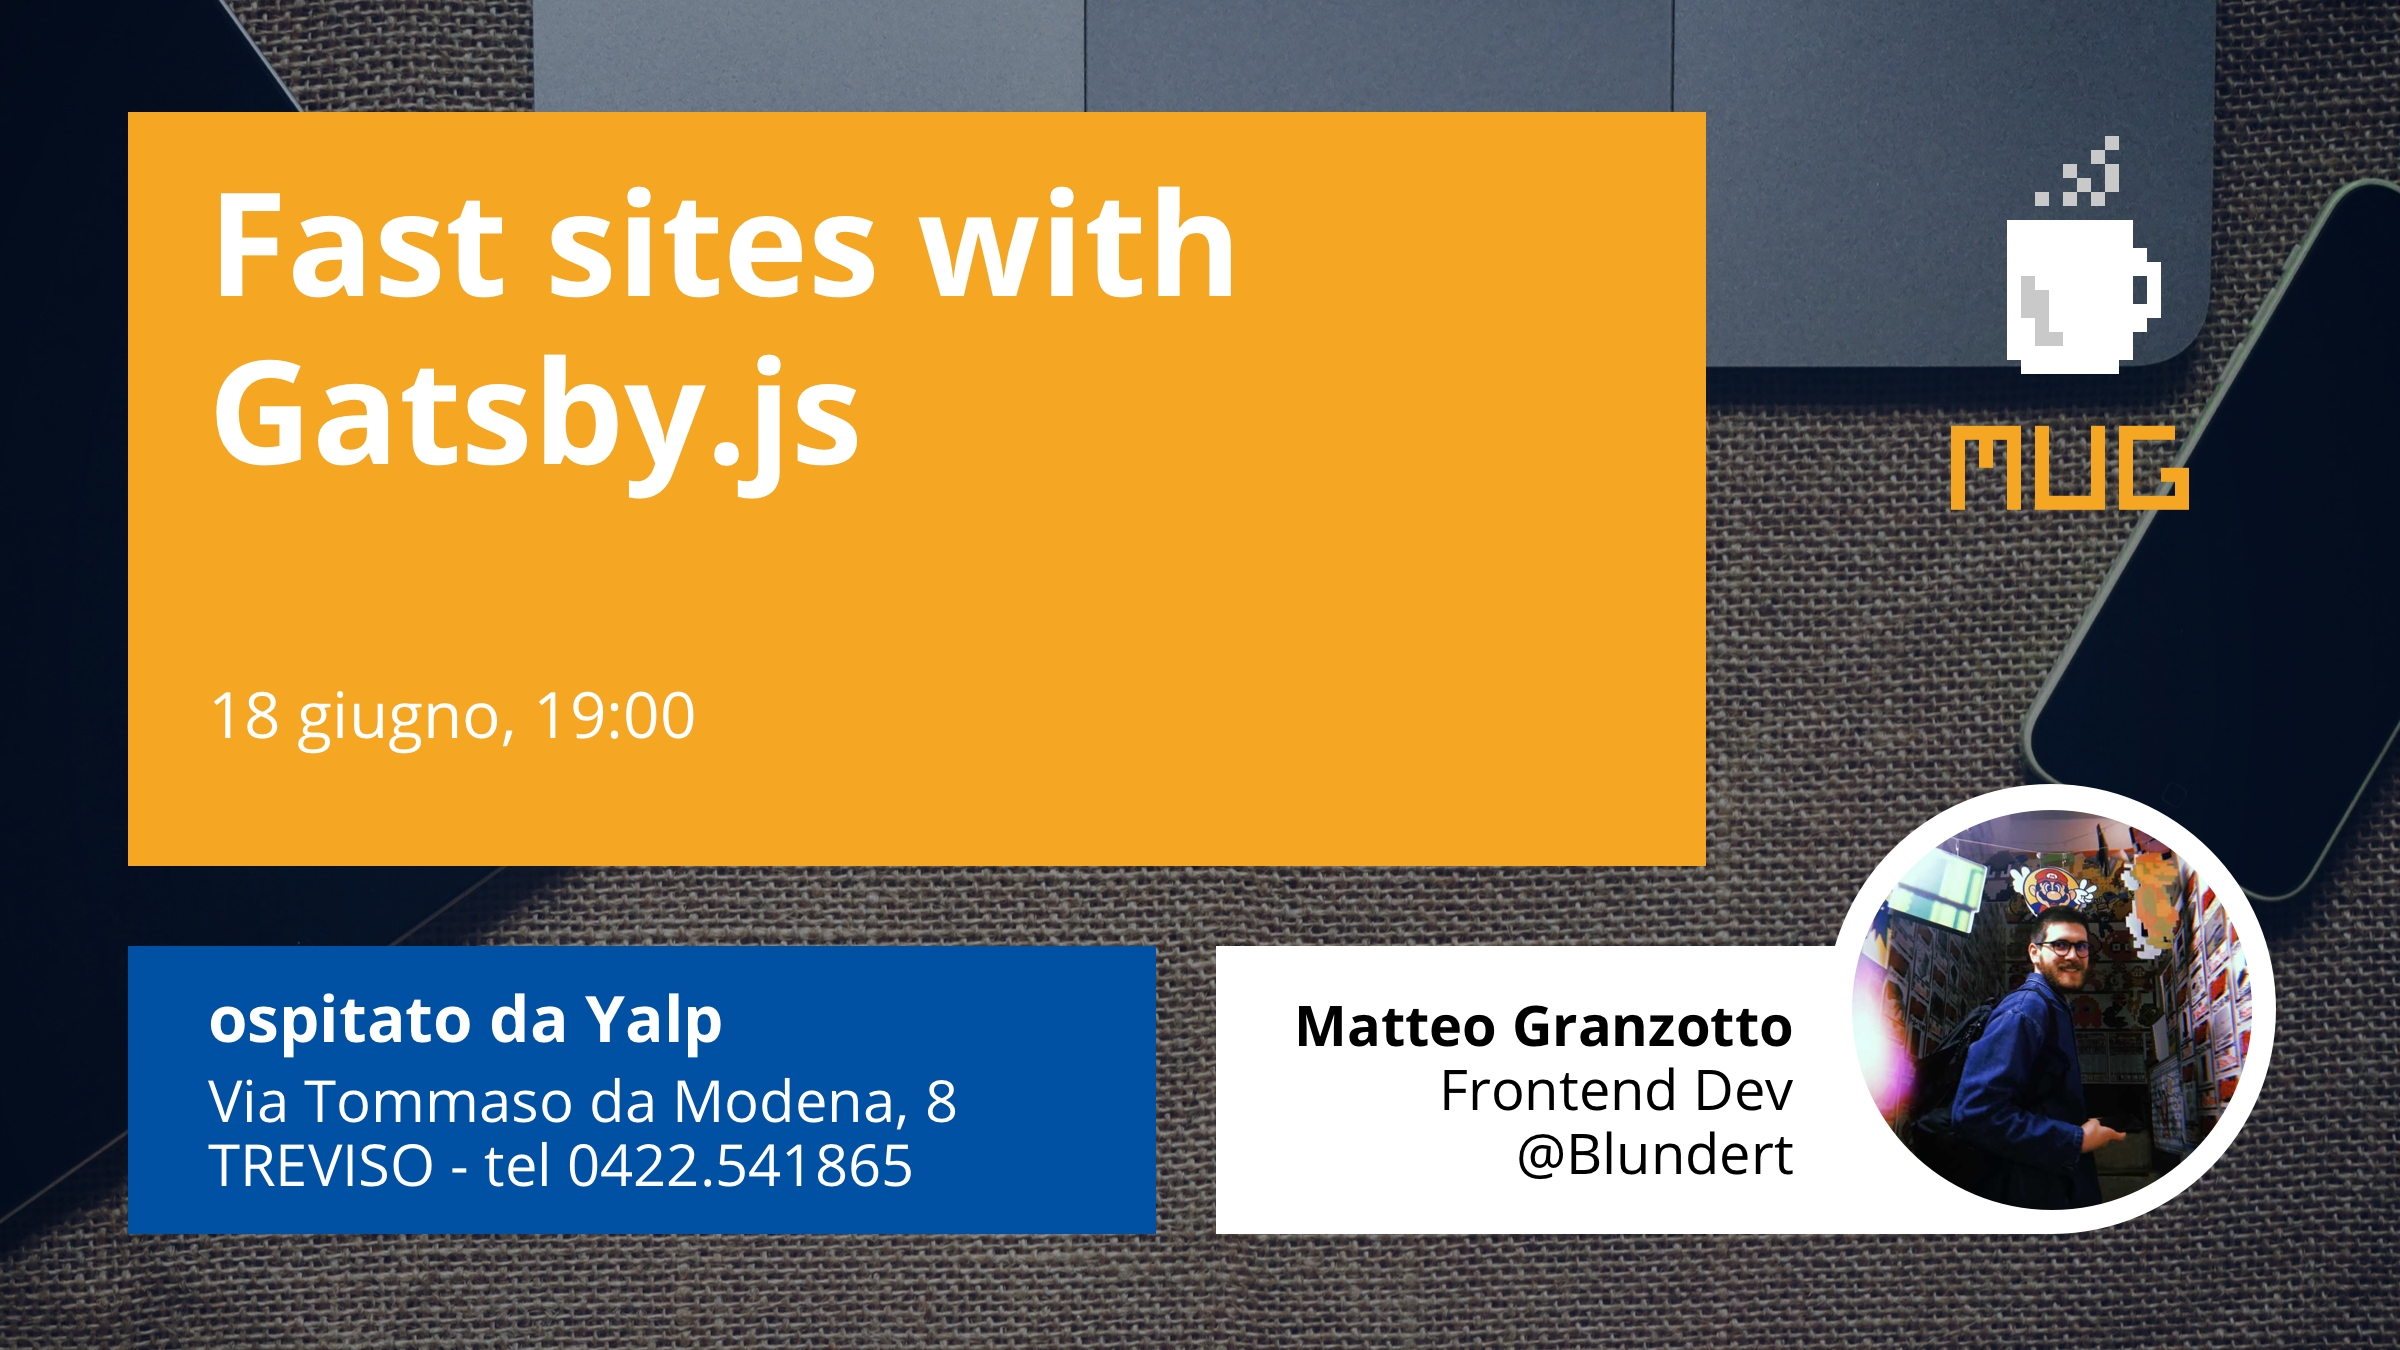 Fast sites with
Gatsby.js
18 giugno, 19:00
MUG
ospitato da Yalp
Via Tommaso da Modena, 8
TREVISO - tel 0422.541865
Matteo Granzotto
Frontend Dev
@Blundert